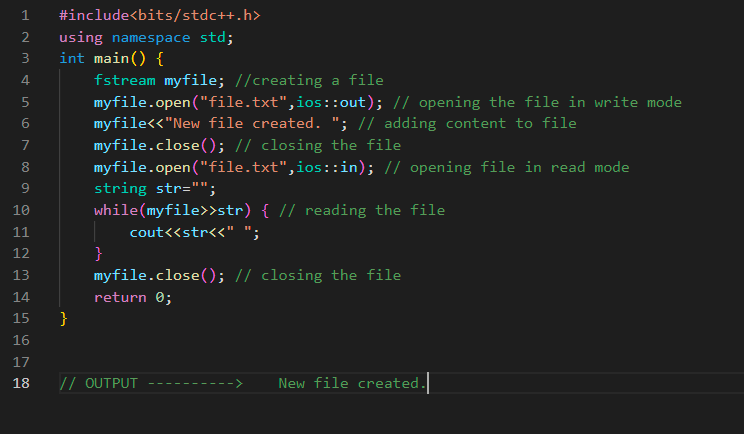 1 #include<bits/stdc++.h>
2 using namespace std;
3 int main() {
4     fstream myfile; //creating a file
5     myfile.open("file.txt",ios::out); // opening the file in write mode
6     myfile<<"New file created. "; // adding content to file
7     myfile.close(); // closing the file
8     myfile.open("file.txt",ios::in); // opening file in read mode
9     string str="";
10     while(myfile>>str) { // reading the file
11         cout<<str<<" ";
12     }
13     myfile.close(); // closing the file
14     return 0;
15 }
16
17
18 // OUTPUT ---------->    New file created.